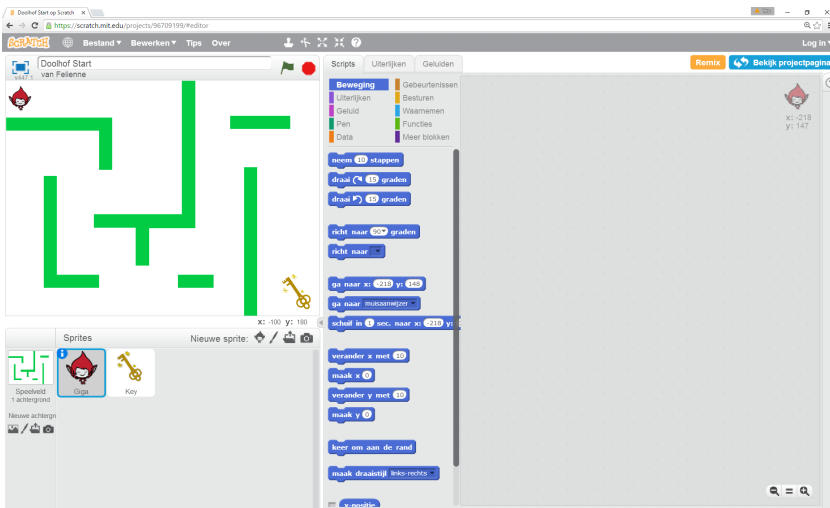 Doolhof Start op Scratch
https://scratch.mit.edu/projects/96709199/#editor
SCRATCH Bestand Bewerken Tips Over Log in
v447.1 Doolhof Start
van Felienne
Scripts Uiterlijken Geluiden
Remix Bekijk projectpagina
Beweging Gebeurtenissen
Uiterlijken Besturen
Geluid Waarnemen
Pen Functies
Data Meer blokken
x: -218
y: 147
neem 10 stappen
draai 15 graden
draai 15 graden
richt naar 90 graden
richt naar
ga naar x: -218 y: 148
ga naar muisaanwijzer
schuif in 1 sec. naar x: -218 y:
verander x met 10
maak x 0
verander y met 10
maak y 0
keer om aan de rand
maak draaistijl links-rechts
x-positie
x: -100 y: 180
Sprites Nieuwe sprite:
Speelveld
1 achtergrond
Giga
Key
Nieuwe achtergn